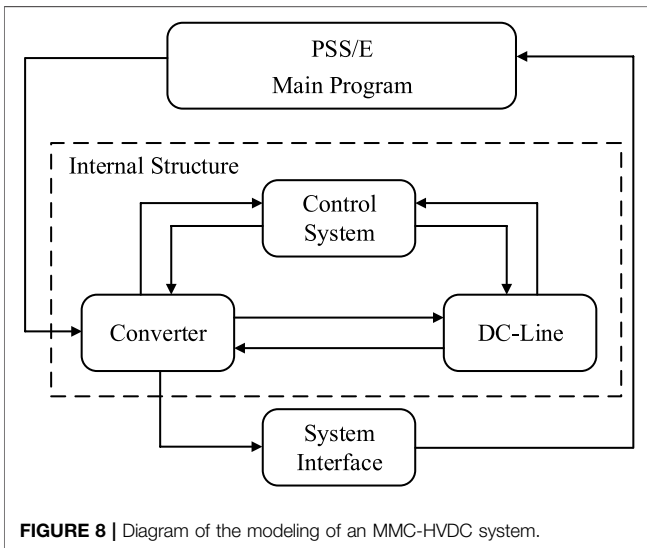 PSS/E
Main Program
Internal Structure
Control
System
Converter
DC-Line
System
Interface
FIGURE 8 | Diagram of the modeling of an MMC-HVDC system.